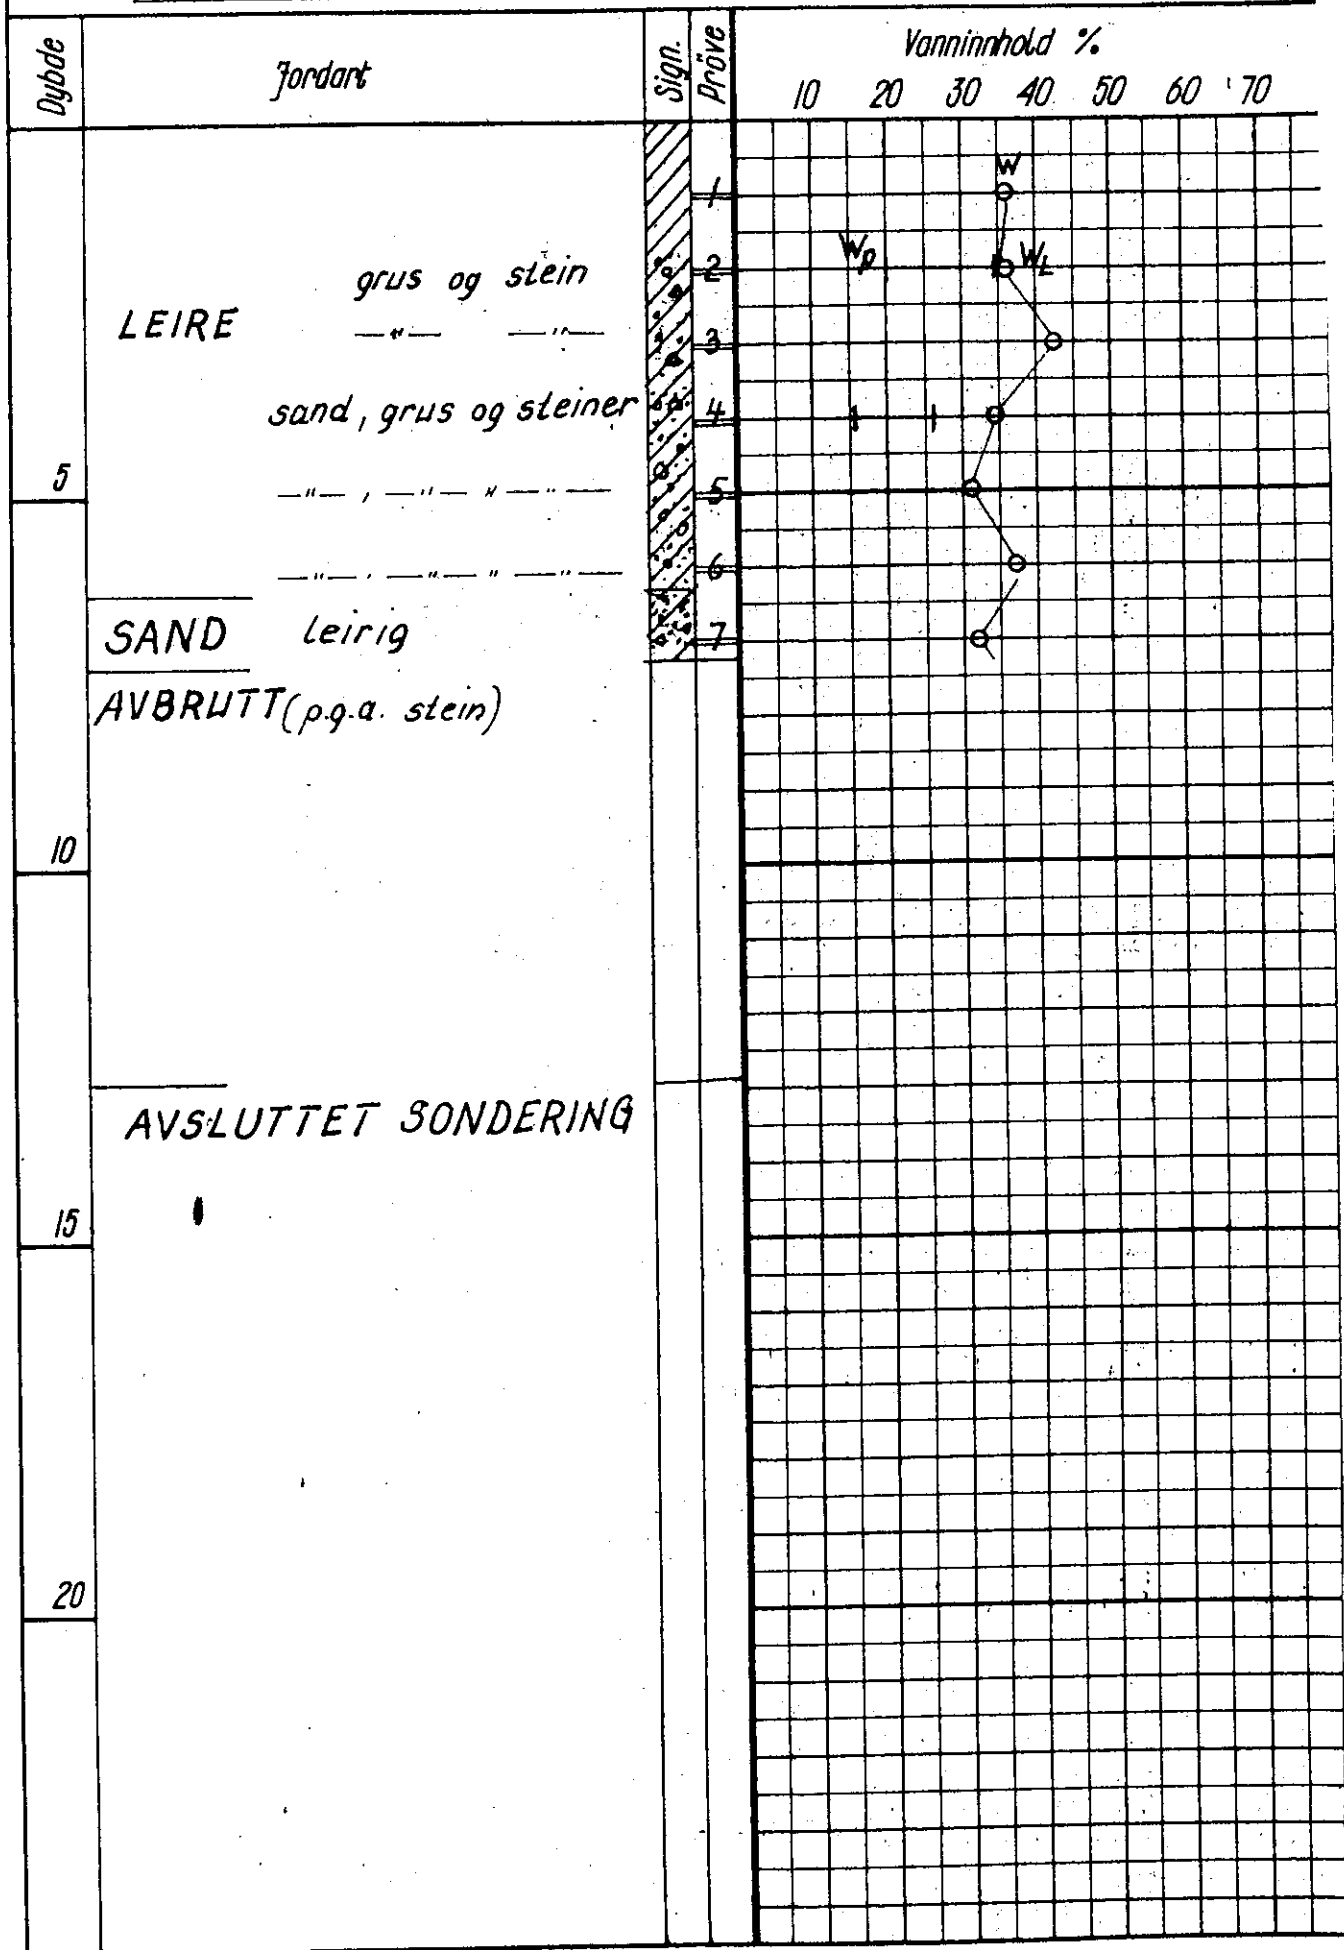 Dybde Jordart Sign. Pröve Vanninnhold %
10 20 30 40 50 60 70
W
1
Wp WL
grus og stein 2
LEIRE —"— —"— 3
sand, grus og steiner 4
5 —"— , —"— " —"— 5
—"— , —"— " —"— 6
SAND leirig 7
AVBRUTT (p.g.a. stein)
10
AVSLUTTET SONDERING
15
20